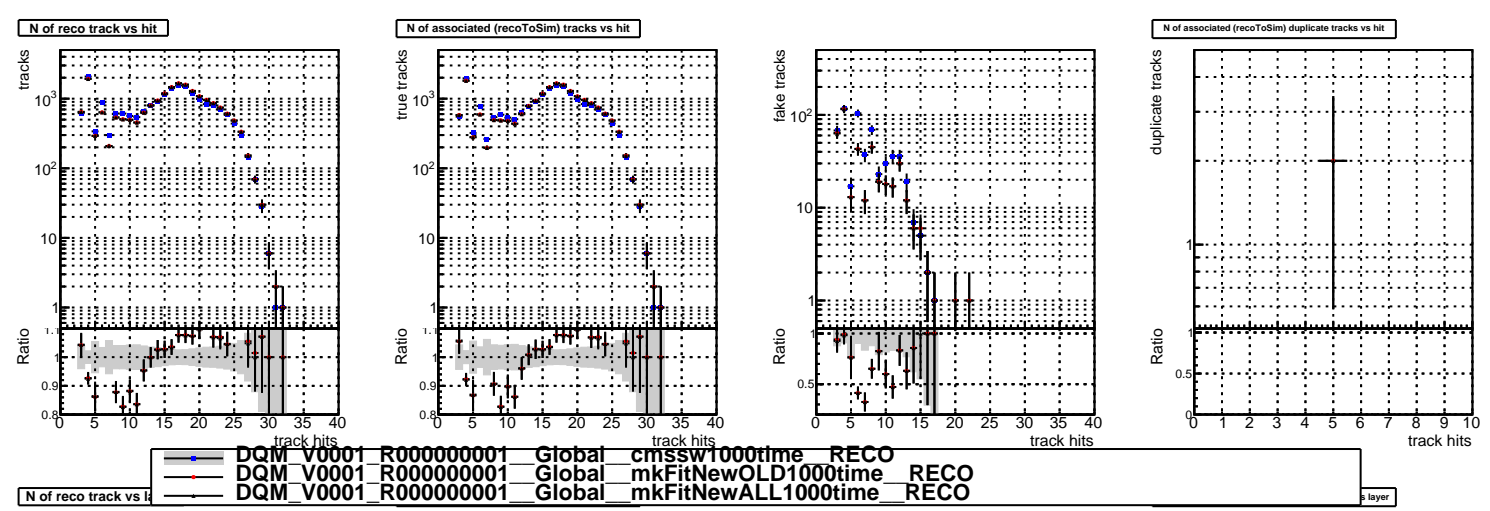 N of reco track vs hit
N of associated (recoToSim) tracks vs hit
N of associated (recoToSim) duplicate tracks vs hit
tracks
10³
10²
10
1
Ratio
1.1
1
0.9
0.8
0 5 10 15 20 25 30 35 40
track hits
true tracks
10³
10²
10
1
Ratio
1.1
1
0.9
0.8
0 5 10 15 20 25 30 35 40
track hits
fake tracks
10²
10
1
Ratio
1
0.5
0 5 10 15 20 25 30 35 40
track hits
duplicate tracks
1
Ratio
1
0.5
0
0 1 2 3 4 5 6 7 8 9 10
track hits
DQM_V0001_R000000001__Global__cmssw1000time__RECO
DQM_V0001_R000000001__Global__mkFitNewOLD1000time__RECO
DQM_V0001_R000000001__Global__mkFitNewALL1000time__RECO
N of reco track vs la
s layer